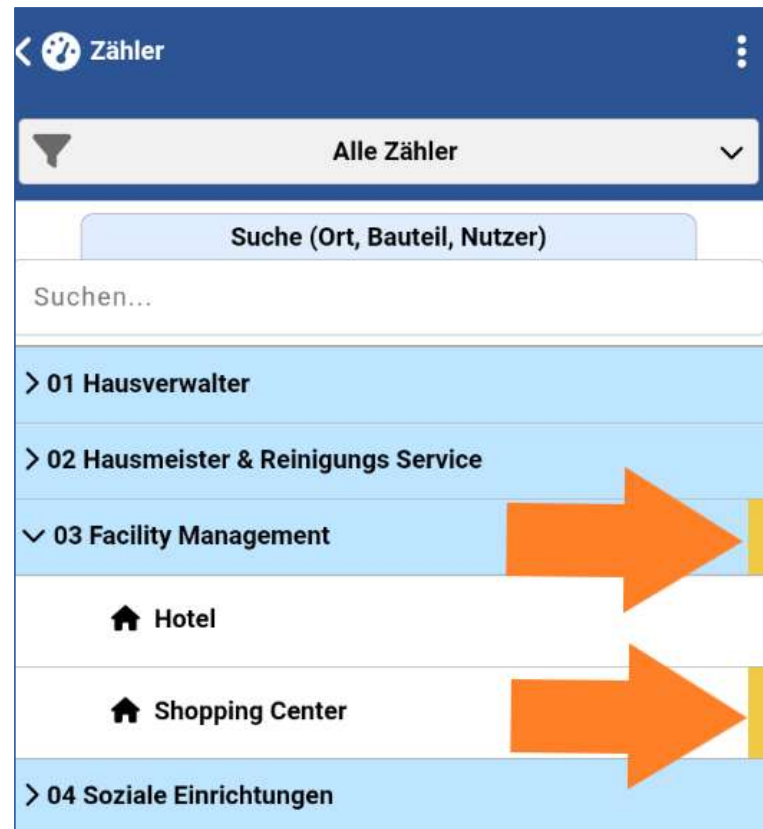 Zähler
Alle Zähler
Suche (Ort, Bauteil, Nutzer)
Suchen...
01 Hausverwalter
02 Hausmeister & Reinigungs Service
03 Facility Management
Hotel
Shopping Center
04 Soziale Einrichtungen